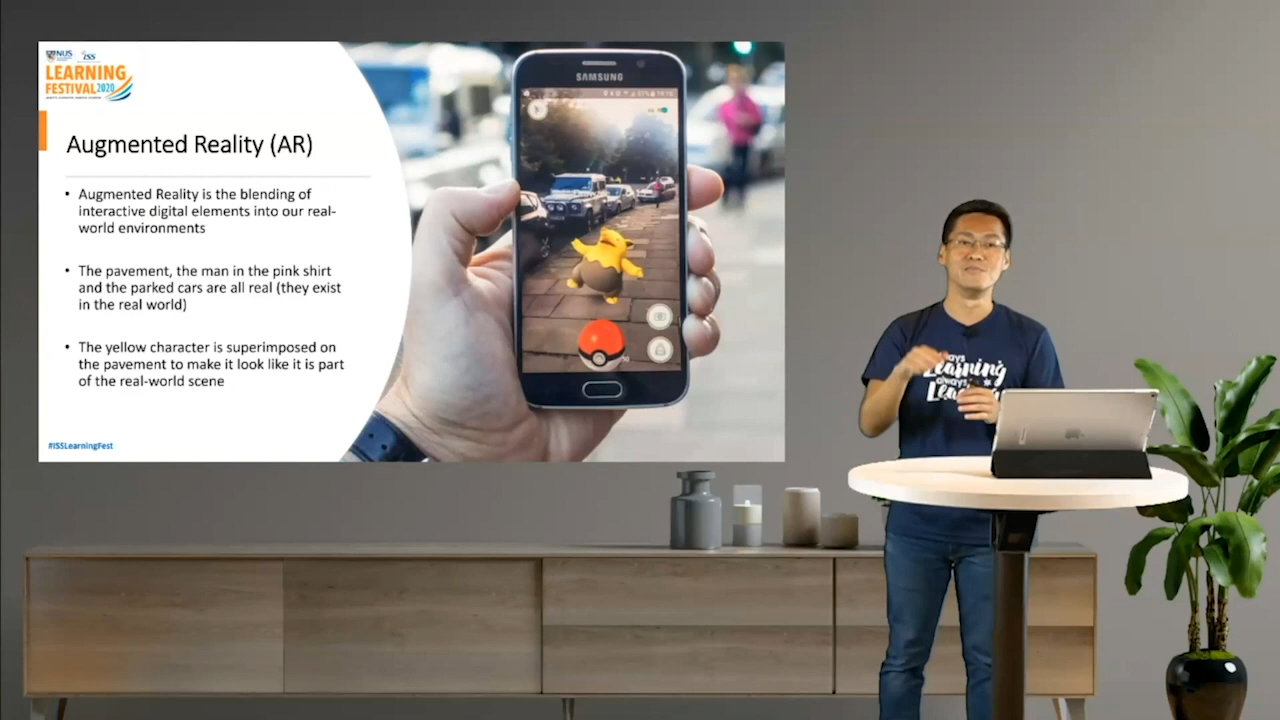 NUS
ISS
LEARNING
FESTIVAL 2020
Augmented Reality (AR)
• Augmented Reality is the blending of
interactive digital elements into our real-
world environments
• The pavement, the man in the pink shirt
and the parked cars are all real (they exist
in the real world)
• The yellow character is superimposed on
the pavement to make it look like it is part
of the real-world scene
#ISSLearningFest
SAMSUNG
Learning
always